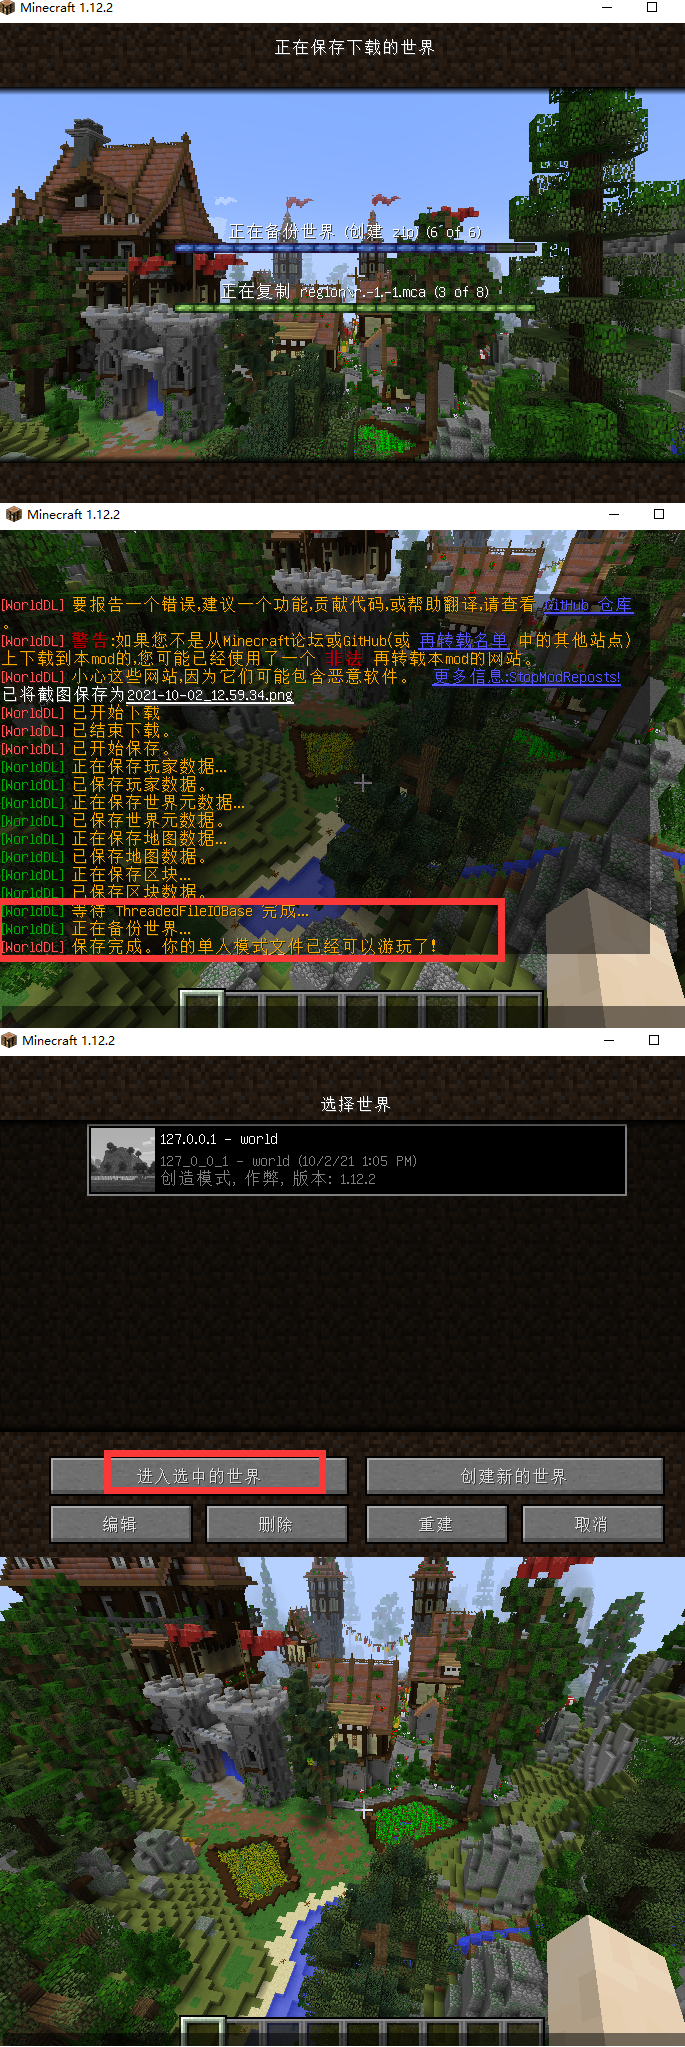 Minecraft 1.12.2
正在保存下载的世界
正在备份世界 (创建 zip) (6 of 6)
正在复制 region\r.-1.-1.mca (3 of 8)
Minecraft 1.12.2
[WorldDL] 要报告一个错误,建议一个功能,贡献代码,或帮助翻译,请查看 GitHub 仓库
。
[WorldDL] 警告:如果您不是从Minecraft论坛或GitHub(或 再转载名单 中的其他站点)
上下载到本mod的,您可能已经使用了一个 非法 再转载本mod的网站。
[WorldDL] 小心这些网站,因为它们可能包含恶意软件。 更多信息:StopModReposts!
已将截图保存为2021-10-02_12.59.34.png
[WorldDL] 已开始下载
[WorldDL] 已结束下载。
[WorldDL] 已开始保存。
[WorldDL] 正在保存玩家数据...
[WorldDL] 已保存玩家数据。
[WorldDL] 正在保存世界元数据...
[WorldDL] 已保存世界元数据。
[WorldDL] 正在保存地图数据...
[WorldDL] 已保存地图数据。
[WorldDL] 正在保存区块...
[WorldDL] 已保存区块数据。
[WorldDL] 等待 ThreadedFileIOBase 完成...
[WorldDL] 正在备份世界...
[WorldDL] 保存完成。你的单人模式文件已经可以游玩了!
Minecraft 1.12.2
选择世界
127.0.0.1 - world
127_0_0_1 - world (10/2/21 1:05 PM)
创造模式, 作弊, 版本: 1.12.2
进入选中的世界
创建新的世界
编辑
删除
重建
取消